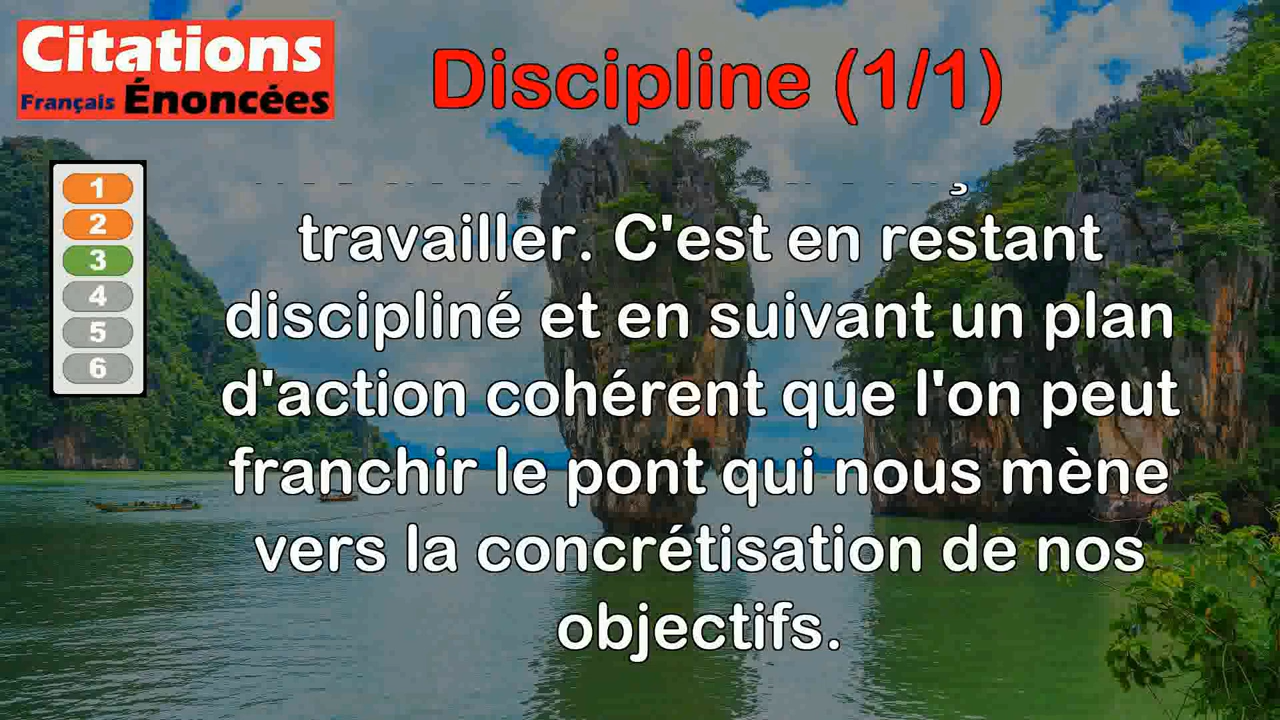 Citations
Français Énoncées
Discipline (1/1)
1
2
3
4
5
6
travailler. C'est en restant
discipliné et en suivant un plan
d'action cohérent que l'on peut
franchir le pont qui nous mène
vers la concrétisation de nos
objectifs.